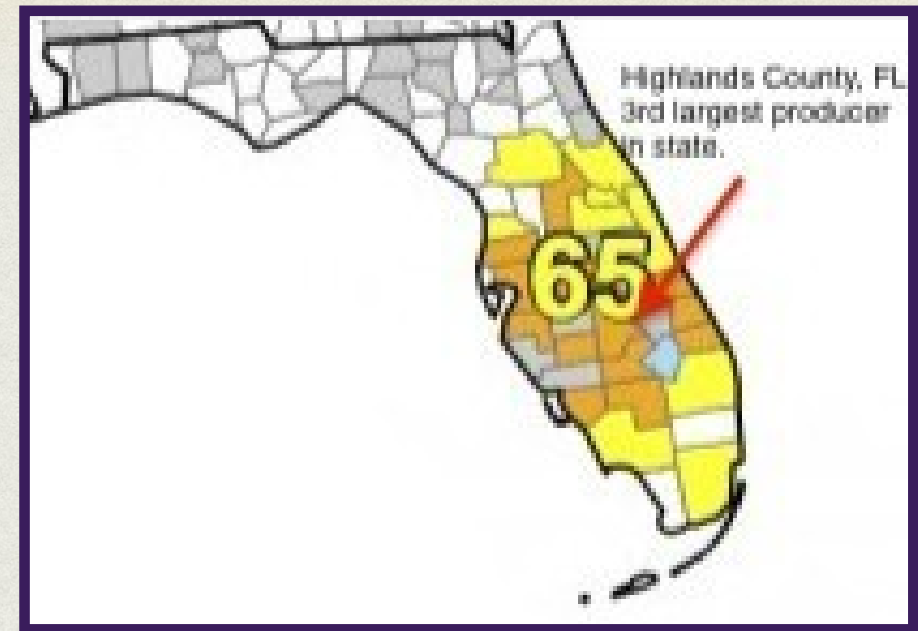 Highlands County, FL
3rd largest producer
in state.
65